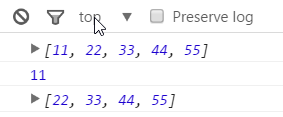 top Preserve log
[11, 22, 33, 44, 55]
11
[22, 33, 44, 55]